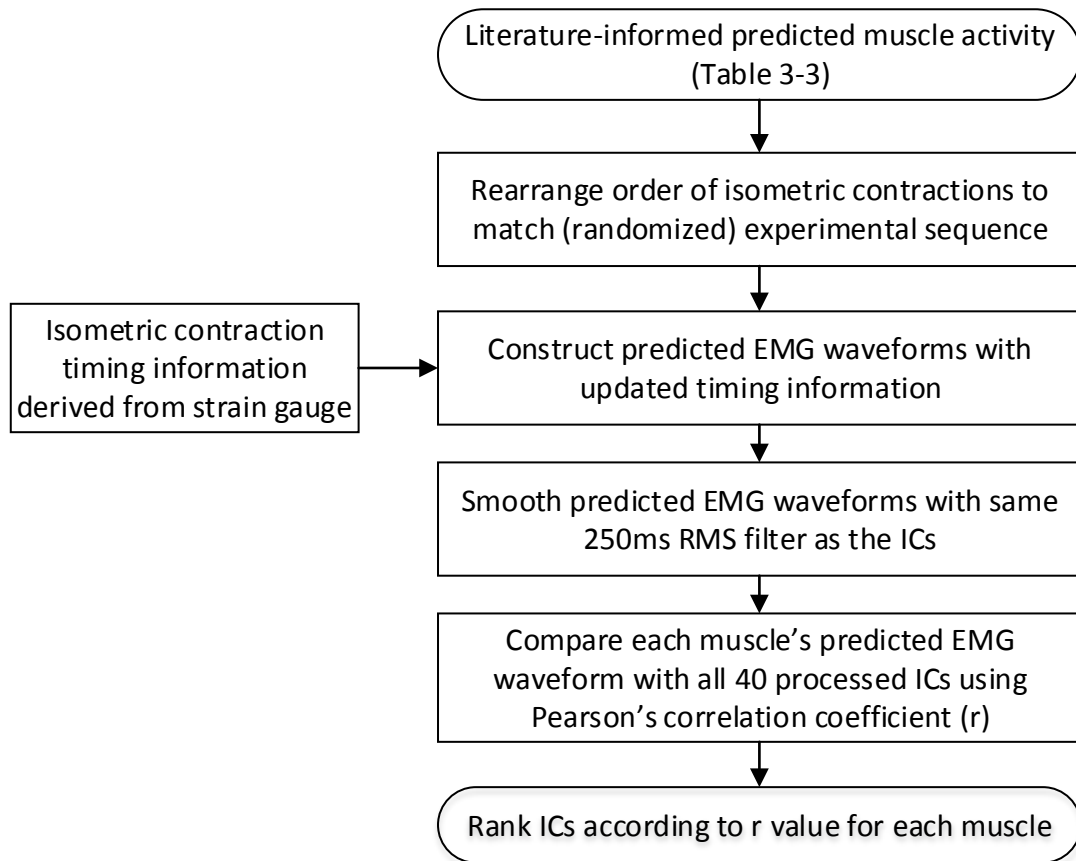 Literature-informed predicted muscle activity
(Table 3-3)
Rearrange order of isometric contractions to
match (randomized) experimental sequence
Isometric contraction
timing information
derived from strain gauge
Construct predicted EMG waveforms with
updated timing information
Smooth predicted EMG waveforms with same
250ms RMS filter as the ICs
Compare each muscle's predicted EMG
waveform with all 40 processed ICs using
Pearson's correlation coefficient (r)
Rank ICs according to r value for each muscle